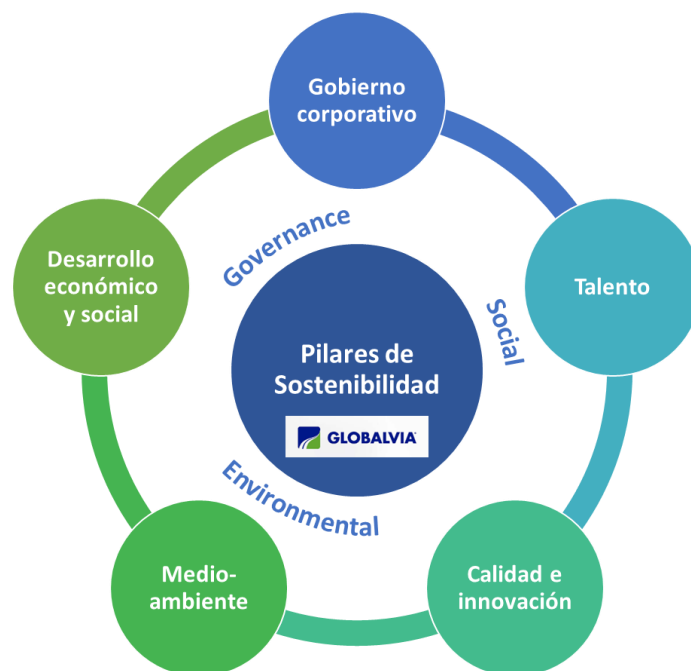 Gobierno
corporativo
Governance
Desarrollo
económico
y social
Talento
Social
Pilares de
Sostenibilidad
GLOBALVIA
Environmental
Medio-
ambiente
Calidad e
innovación